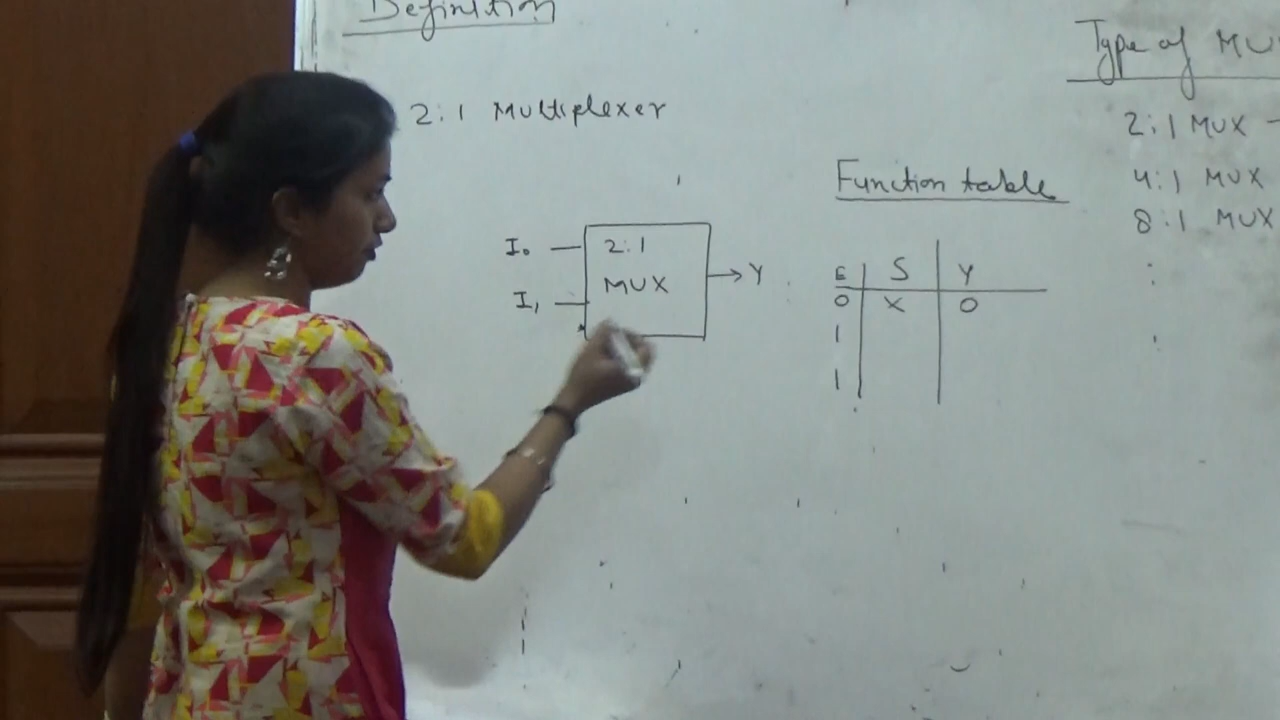 Definition
2:1 Multiplexer
I0
I1
2:1
MUX
Y
Function table
E S Y
0 X 0
1
1
Type of MU
2:1 MUX -
4:1 MUX
8:1 MUX